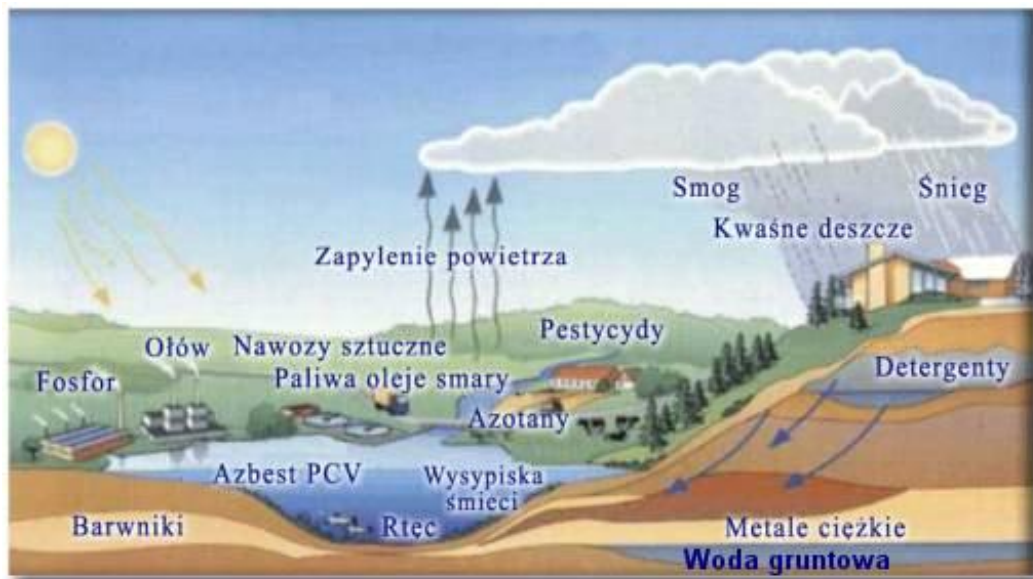 Smog
Śnieg
Kwaśne deszcze
Zapylenie powietrza
Pestycydy
Ołów
Nawozy sztuczne
Fosfor
Paliwa oleje smary
Detergenty
Azotany
Azbest PCV
Wysypiska
śmieci
Barwniki
Rtęc
Metale ciężkie
Woda gruntowa